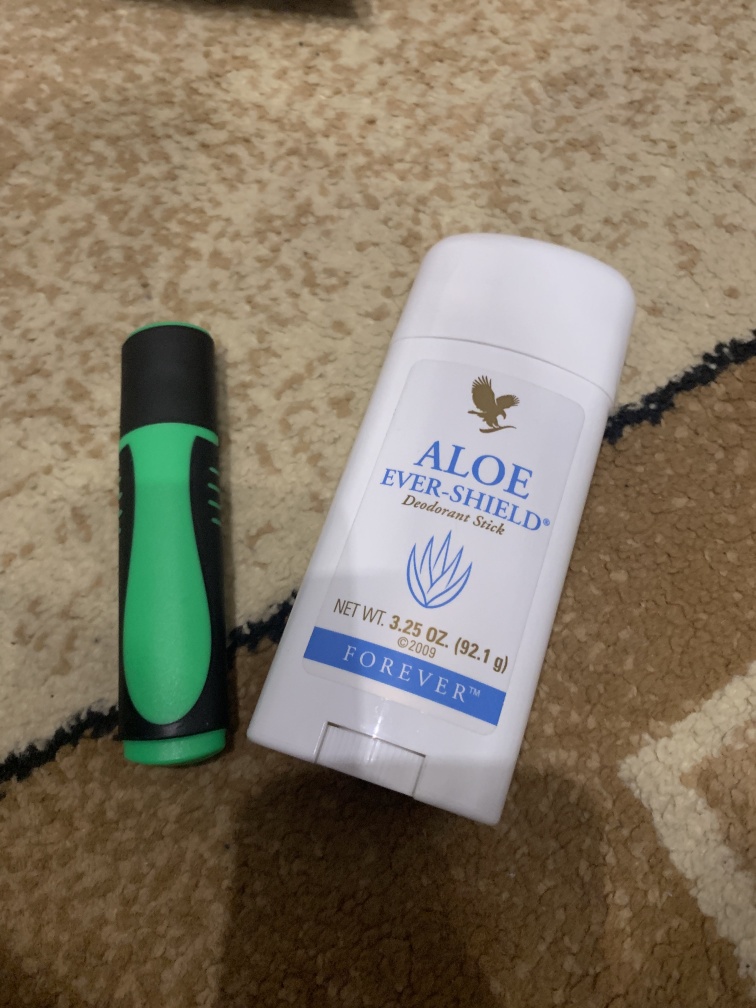 ALOE
EVER-SHIELD®
Deodorant Stick
NET WT. 3.25 OZ. (92.1 g)
©2009
FOREVER™